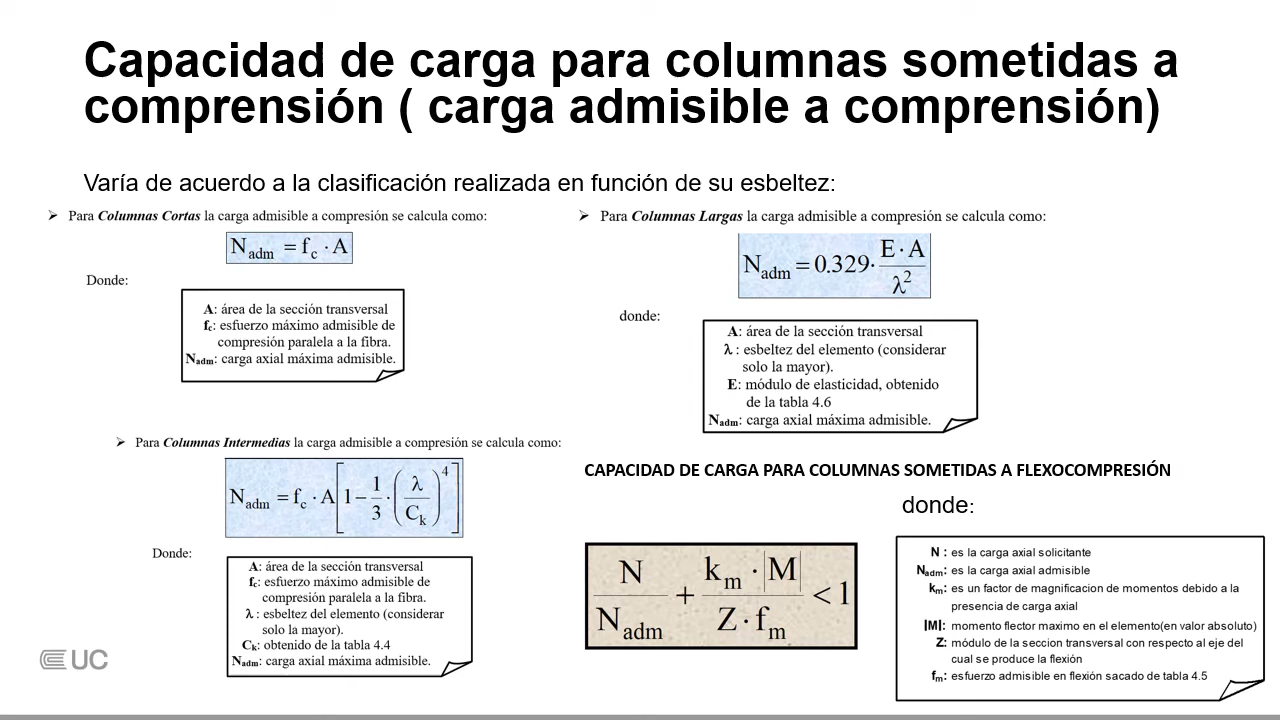 Capacidad de carga para columnas sometidas a
comprensión ( carga admisible a comprensión)
Varía de acuerdo a la clasificación realizada en función de su esbeltez:
➢ Para Columnas Cortas la carga admisible a compresión se calcula como:
N_adm = f_c · A
Donde:
A: área de la sección transversal
f_c: esfuerzo máximo admisible de
compresión paralela a la fibra.
N_adm: carga axial máxima admisible.
➢ Para Columnas Intermedias la carga admisible a compresión se calcula como:
N_adm = f_c · A[1 − 1/3 · (λ/C_k)^4]
Donde:
A: área de la sección transversal
f_c: esfuerzo máximo admisible de
compresión paralela a la fibra.
λ : esbeltez del elemento (considerar
solo la mayor).
C_k: obtenido de la tabla 4.4
N_adm: carga axial máxima admisible.
➢ Para Columnas Largas la carga admisible a compresión se calcula como:
N_adm = 0.329· E · A / λ^2
donde:
A: área de la sección transversal
λ : esbeltez del elemento (considerar
solo la mayor).
E: módulo de elasticidad, obtenido
de la tabla 4.6
N_adm: carga axial máxima admisible.
CAPACIDAD DE CARGA PARA COLUMNAS SOMETIDAS A FLEXOCOMPRESIÓN
donde:
N / N_adm + k_m · |M| / Z · f_m < 1
N : es la carga axial solicitante
N_adm: es la carga axial admisible
k_m: es un factor de magnificacion de momentos debido a la
presencia de carga axial
|M|: momento flector maximo en el elemento(en valor absoluto)
Z: módulo de la seccion transversal con respecto al eje del
cual se produce la flexión
f_m: esfuerzo admisible en flexión sacado de tabla 4.5
UC